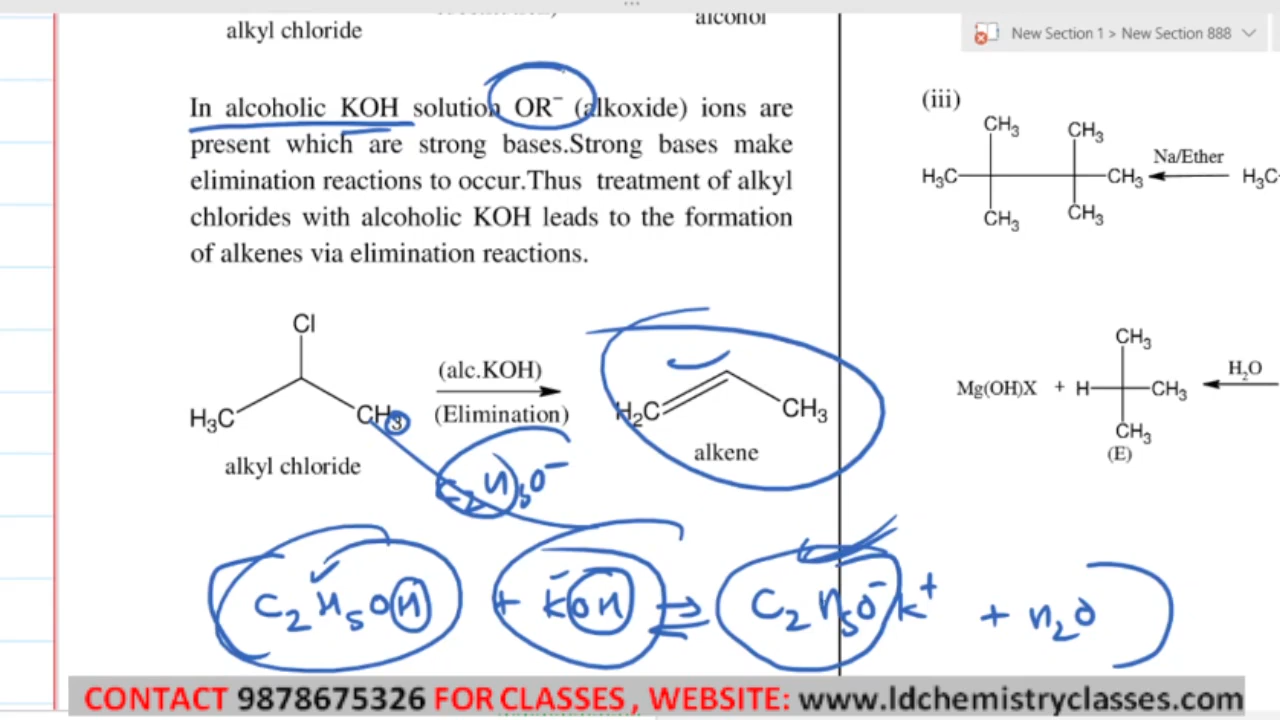 alcohol
alkyl chloride
New Section 1 > New Section 888
In alcoholic KOH solution OR⁻ (alkoxide) ions are
present which are strong bases.Strong bases make
elimination reactions to occur.Thus treatment of alkyl
chlorides with alcoholic KOH leads to the formation
of alkenes via elimination reactions.
Cl
H₃C
CH₃
(alc.KOH)
(Elimination)
H₂C
CH₃
alkyl chloride
alkene
C₂H₅O⁻
C₂H₅OH + KOH ⇌ C₂H₅O⁻K⁺ + H₂O
(iii)
CH₃ CH₃
H₃C CH₃ Na/Ether H₃C
CH₃ CH₃
CH₃
Mg(OH)X + H CH₃ H₂O
CH₃
(E)
CONTACT 9878675326 FOR CLASSES , WEBSITE: www.ldchemistryclasses.com